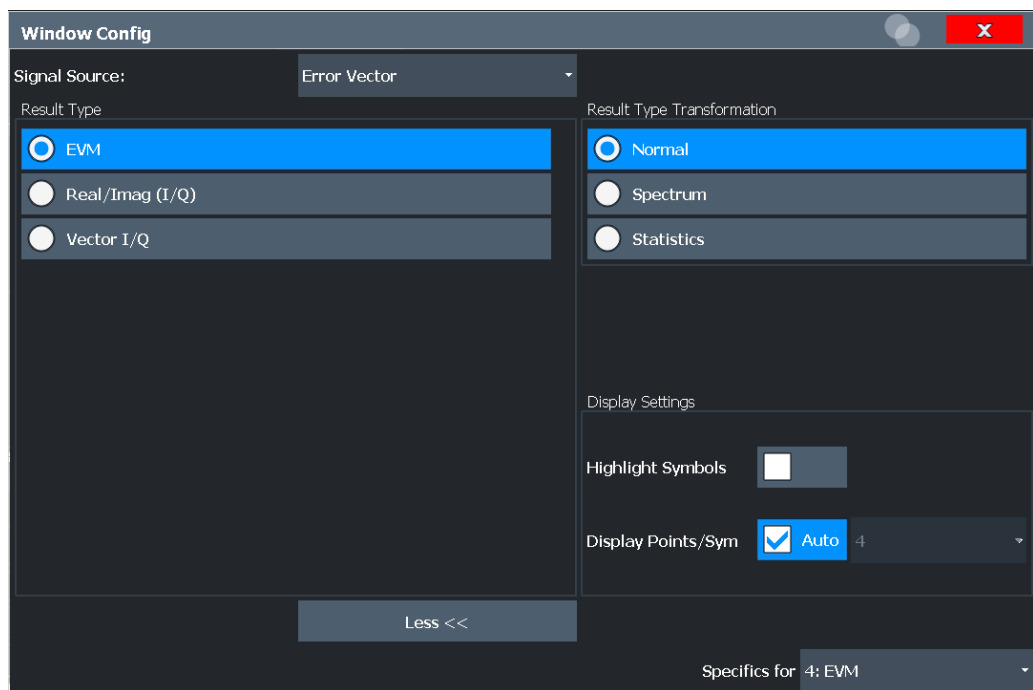 Window Config
X
Signal Source:
Error Vector
Result Type
EVM
Real/Imag (I/Q)
Vector I/Q
Result Type Transformation
Normal
Spectrum
Statistics
Display Settings
Highlight Symbols
Display Points/Sym
Auto
4
Less <<
Specifics for 4: EVM